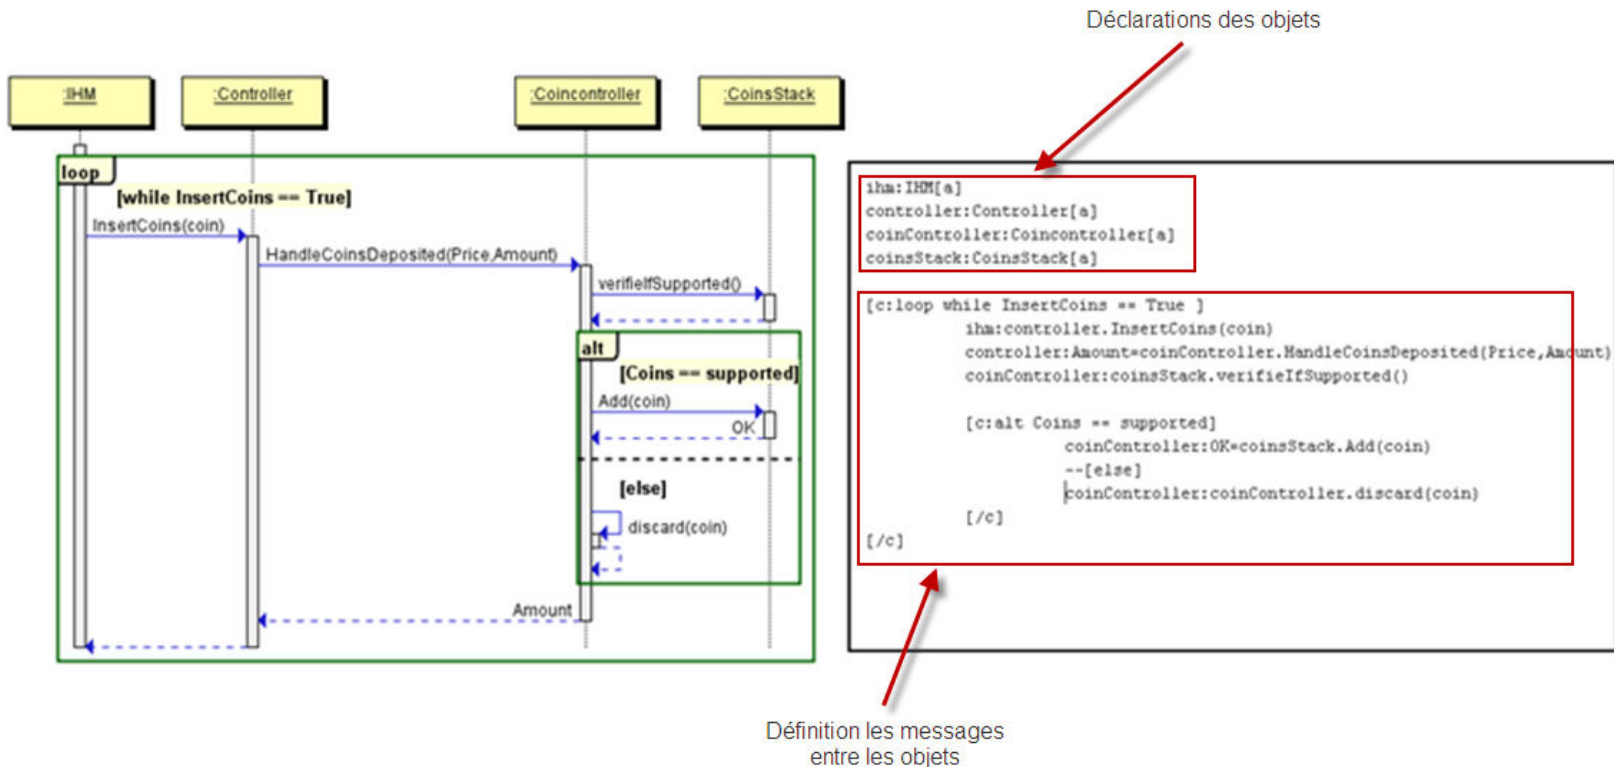 Déclarations des objets
:IHM
:Controller
:Coincontroller
:CoinsStack
loop
[while InsertCoins == True]
InsertCoins(coin)
HandleCoinsDeposited(Price,Amount)
verifieIfSupported()
alt
[Coins == supported]
Add(coin)
OK
[else]
discard(coin)
Amount
ihm:IHM[a]
controller:Controller[a]
coinController:Coincontroller[a]
coinsStack:CoinsStack[a]
[c:loop while InsertCoins == True ]
ihm:controller.InsertCoins(coin)
controller:Amount=coinController.HandleCoinsDeposited(Price,Amount)
coinController:coinsStack.verifieIfSupported()
[c:alt Coins == supported]
coinController:OK=coinsStack.Add(coin)
--[else]
coinController:coinController.discard(coin)
[/c]
[/c]
Définition les messages
entre les objets